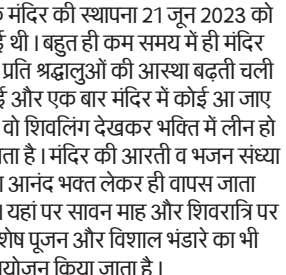 मंदिर की स्थापना 21 जून 2023 को
थी । बहुत ही कम समय में ही मंदिर
प्रति श्रद्धालुओं की आस्था बढ़ती चली
और एक बार मंदिर में कोई आ जाए
वो शिवलिंग देखकर भक्ति में लीन हो
है । मंदिर की आरती व भजन संध्या
आनंद भक्त लेकर ही वापस जाता
। यहां पर सावन माह और शिवरात्रि पर
पूजन और विशाल भंडारे का भी
किया जाता है ।